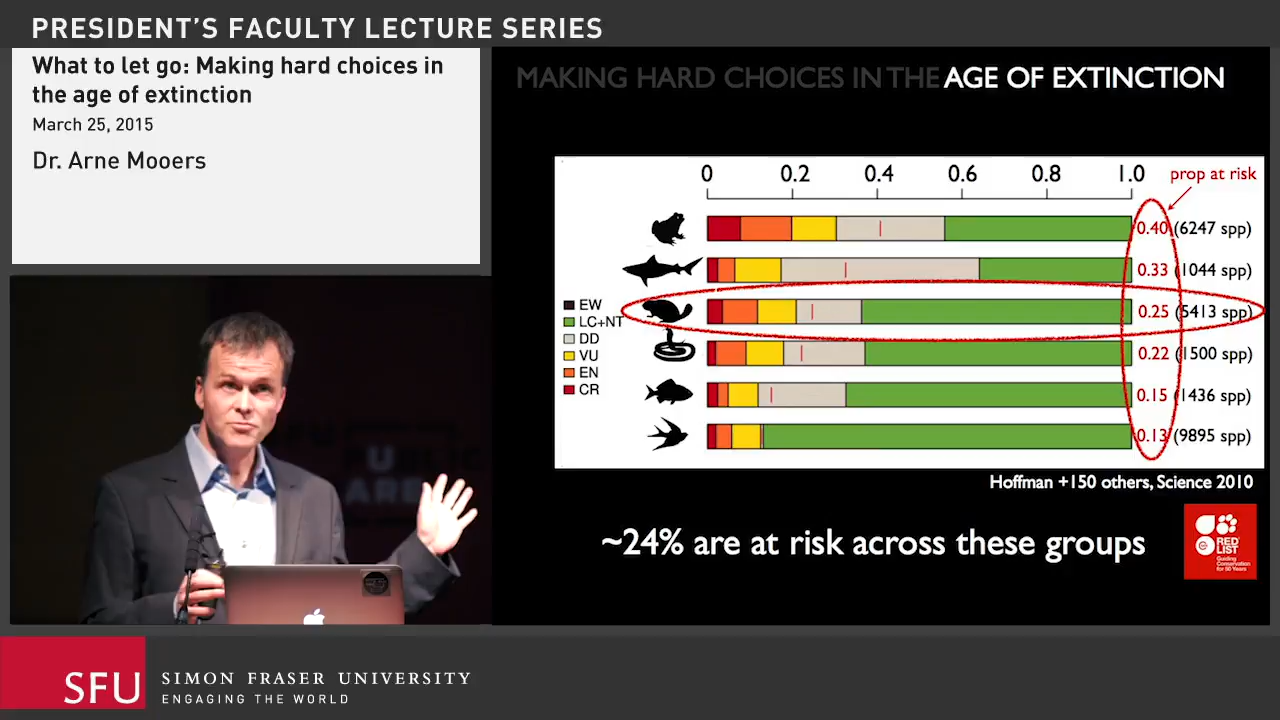 PRESIDENT'S FACULTY LECTURE SERIES
What to let go: Making hard choices in
the age of extinction
March 25, 2015
Dr. Arne Mooers
MAKING HARD CHOICES IN THE AGE OF EXTINCTION
0 0.2 0.4 0.6 0.8 1.0 prop at risk
0.40 (6247 spp)
0.33 (1044 spp)
0.25 (5413 spp)
0.22 (1500 spp)
0.15 (1436 spp)
0.13 (9895 spp)
EW
LC+NT
DD
VU
EN
CR
Hoffman +150 others, Science 2010
~24% are at risk across these groups
RED
LIST
Guiding
Conservation
for 50 Years
SFU SIMON FRASER UNIVERSITY
ENGAGING THE WORLD